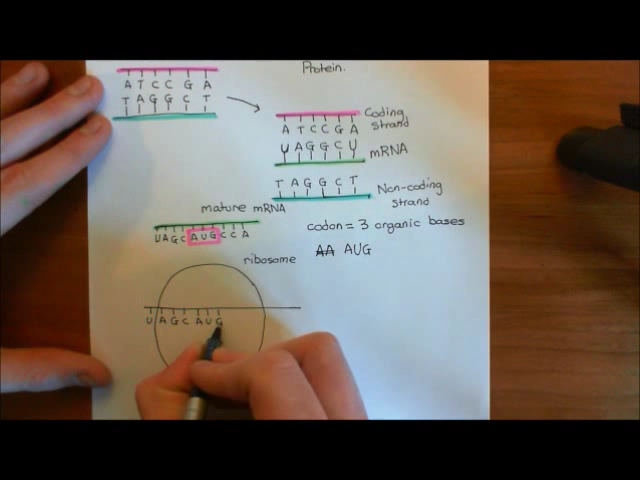 Protein.
A T C C G A
T A G G C T
Coding strand
A T C C G A
U A G G C U
mRNA
T A G G C T
Non-coding strand
mature mRNA
U A G C A U G C C A
codon = 3 organic bases
AA AUG
ribosome
U A G C A U G